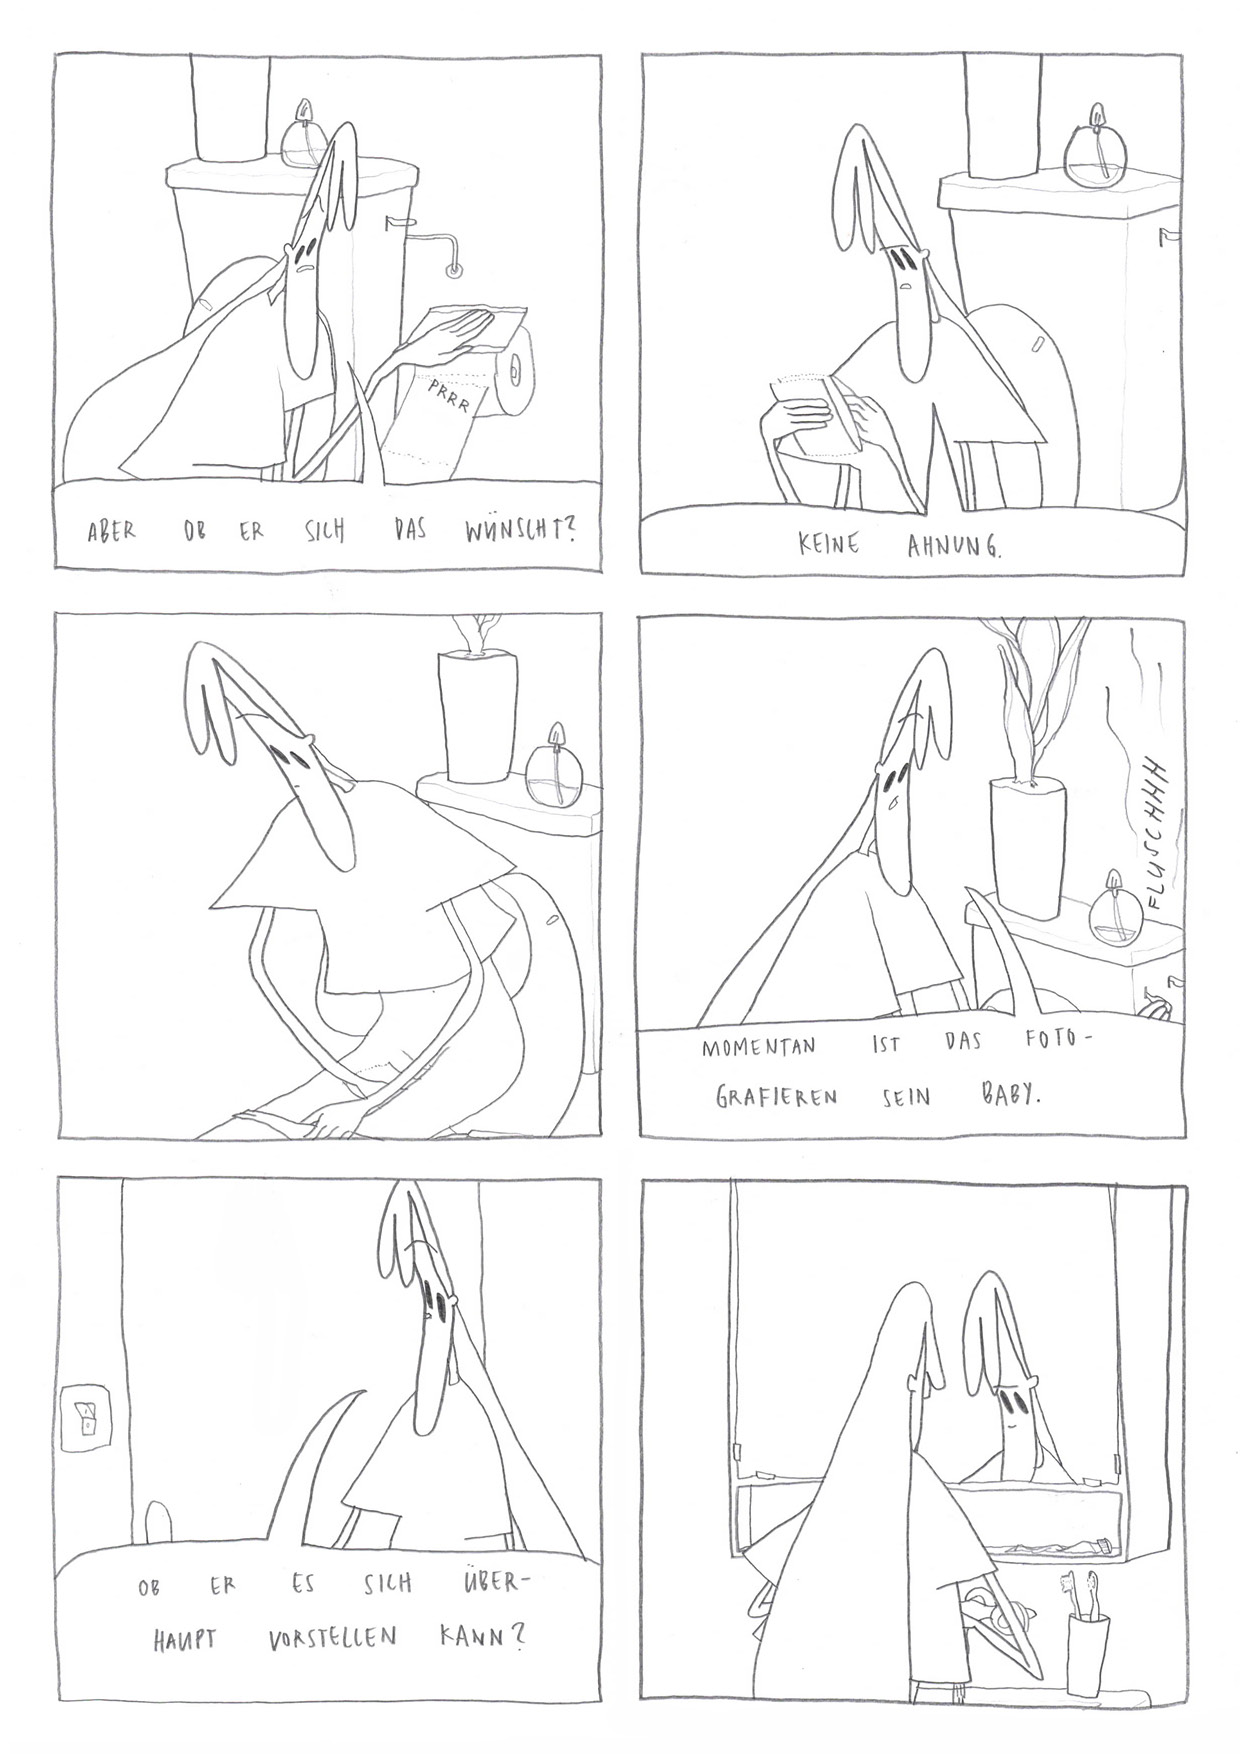 PRRR
ABER OB ER SICH DAS WÜNSCHT?
KEINE AHNUNG.
FLUSCHHH
MOMENTAN IST DAS FOTO-
GRAFIEREN SEIN BABY.
OB ER ES SICH ÜBER-
HAUPT VORSTELLEN KANN?